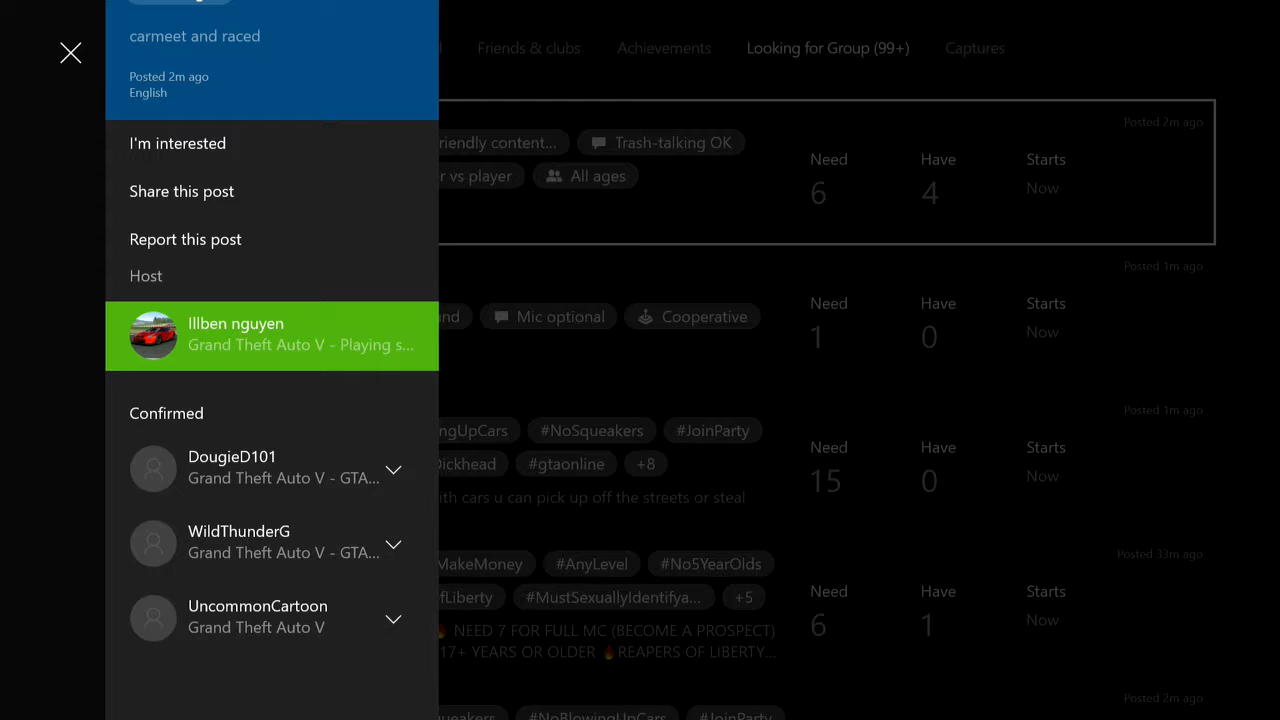 carmeet and raced
Posted 2m ago
English
I'm interested
Share this post
Report this post
Host
Illben nguyen
Grand Theft Auto V - Playing s...
Confirmed
DougieD101
Grand Theft Auto V - GTA...
WildThunderG
Grand Theft Auto V - GTA...
UncommonCartoon
Grand Theft Auto V
Friends & clubs
Achievements
Looking for Group (99+)
Captures
Posted 2m ago
riendly content...
Trash-talking OK
r vs player
All ages
Need
Have
Starts
6
4
Now
Posted 1m ago
nd
Mic optional
Cooperative
Need
Have
Starts
1
0
Now
Posted 1m ago
ngUpCars
#NoSqueakers
#JoinParty
Dickhead
#gtaonline
+8
ith cars u can pick up off the streets or steal
Need
Have
Starts
15
0
Now
Posted 33m ago
MakeMoney
#AnyLevel
#No5YearOlds
fLiberty
#MustSexuallyIdentifya...
+5
🔥 NEED 7 FOR FULL MC (BECOME A PROSPECT)
17+ YEARS OR OLDER 🔥REAPERS OF LIBERTY...
Need
Have
Starts
6
1
Now
Posted 2m ago
ueakers
#NoBlowingUpCars
#JoinParty